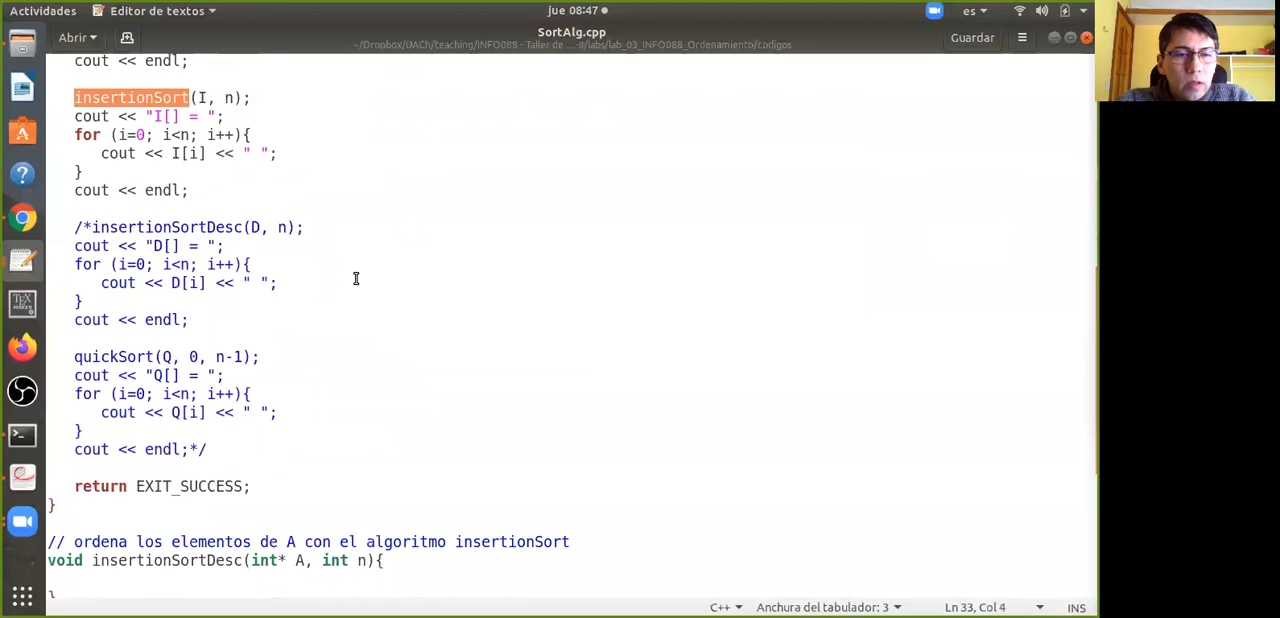 Actividades
Editor de textos
jue 08:47
es
Abrir
SortAlg.cpp
~/Dropbox/UACh/teaching/INFO088 - Taller de ...-II/labs/lab_03_INFO088_Ordenamiento/codigos
Guardar
cout << endl;
insertionSort(I, n);
cout << "I[] = ";
for (i=0; i<n; i++){
cout << I[i] << " ";
}
cout << endl;
/*insertionSortDesc(D, n);
cout << "D[] = ";
for (i=0; i<n; i++){
cout << D[i] << " ";
}
cout << endl;
quickSort(Q, 0, n-1);
cout << "Q[] = ";
for (i=0; i<n; i++){
cout << Q[i] << " ";
}
cout << endl;*/
return EXIT_SUCCESS;
}
// ordena los elementos de A con el algoritmo insertionSort
void insertionSortDesc(int* A, int n){
}
C++
Anchura del tabulador: 3
Ln 33, Col 4
INS